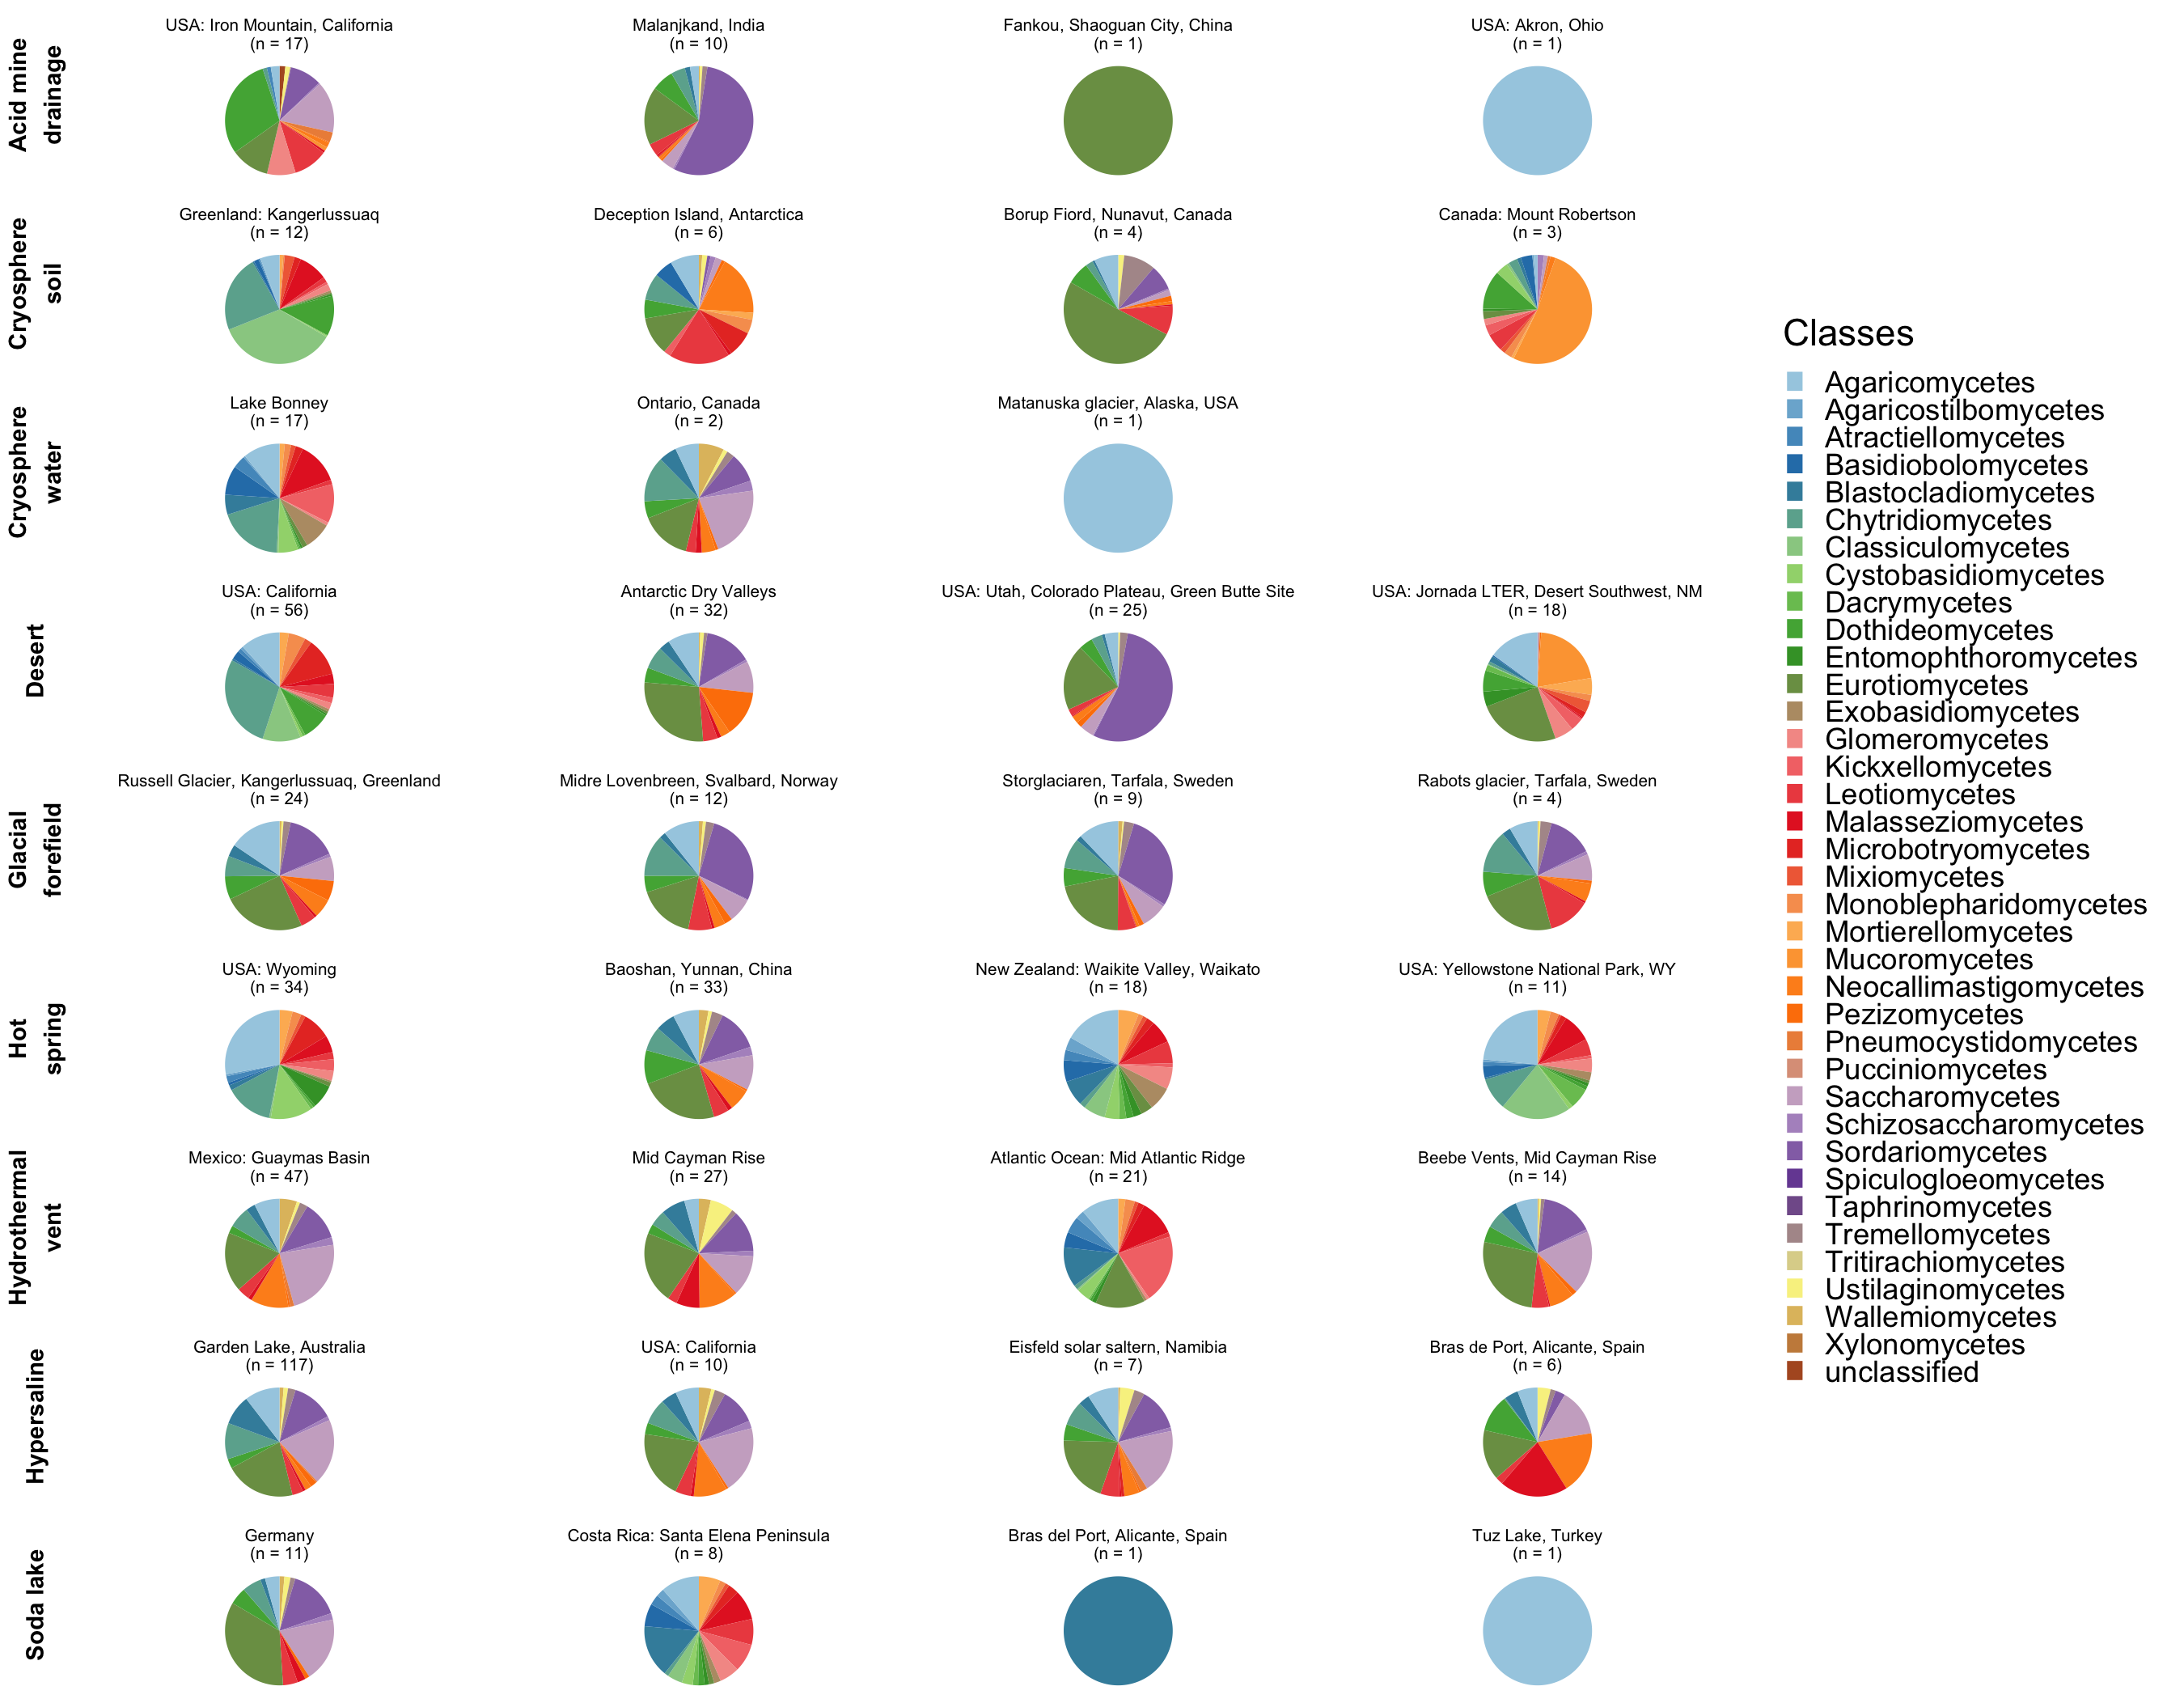 Acid mine
drainage
USA: Iron Mountain, California
(n = 17)
Malanjkand, India
(n = 10)
Fankou, Shaoguan City, China
(n = 1)
USA: Akron, Ohio
(n = 1)
Cryosphere
soil
Greenland: Kangerlussuaq
(n = 12)
Deception Island, Antarctica
(n = 6)
Borup Fiord, Nunavut, Canada
(n = 4)
Canada: Mount Robertson
(n = 3)
Cryosphere
water
Lake Bonney
(n = 17)
Ontario, Canada
(n = 2)
Matanuska glacier, Alaska, USA
(n = 1)
Desert
USA: California
(n = 56)
Antarctic Dry Valleys
(n = 32)
USA: Utah, Colorado Plateau, Green Butte Site
(n = 25)
USA: Jornada LTER, Desert Southwest, NM
(n = 18)
Glacial
forefield
Russell Glacier, Kangerlussuaq, Greenland
(n = 24)
Midre Lovenbreen, Svalbard, Norway
(n = 12)
Storglaciaren, Tarfala, Sweden
(n = 9)
Rabots glacier, Tarfala, Sweden
(n = 4)
Hot
spring
USA: Wyoming
(n = 34)
Baoshan, Yunnan, China
(n = 33)
New Zealand: Waikite Valley, Waikato
(n = 18)
USA: Yellowstone National Park, WY
(n = 11)
Hydrothermal
vent
Mexico: Guaymas Basin
(n = 47)
Mid Cayman Rise
(n = 27)
Atlantic Ocean: Mid Atlantic Ridge
(n = 21)
Beebe Vents, Mid Cayman Rise
(n = 14)
Hypersaline
Garden Lake, Australia
(n = 117)
USA: California
(n = 10)
Eisfeld solar saltern, Namibia
(n = 7)
Bras de Port, Alicante, Spain
(n = 6)
Soda lake
Germany
(n = 11)
Costa Rica: Santa Elena Peninsula
(n = 8)
Bras del Port, Alicante, Spain
(n = 1)
Tuz Lake, Turkey
(n = 1)
Classes
Agaricomycetes
Agaricostilbomycetes
Atractiellomycetes
Basidiobolomycetes
Blastocladiomycetes
Chytridiomycetes
Classiculomycetes
Cystobasidiomycetes
Dacrymycetes
Dothideomycetes
Entomophthoromycetes
Eurotiomycetes
Exobasidiomycetes
Glomeromycetes
Kickxellomycetes
Leotiomycetes
Malasseziomycetes
Microbotryomycetes
Mixiomycetes
Monoblepharidomycetes
Mortierellomycetes
Mucoromycetes
Neocallimastigomycetes
Pezizomycetes
Pneumocystidomycetes
Pucciniomycetes
Saccharomycetes
Schizosaccharomycetes
Sordariomycetes
Spiculogloeomycetes
Taphrinomycetes
Tremellomycetes
Tritirachiomycetes
Ustilaginomycetes
Wallemiomycetes
Xylonomycetes
unclassified